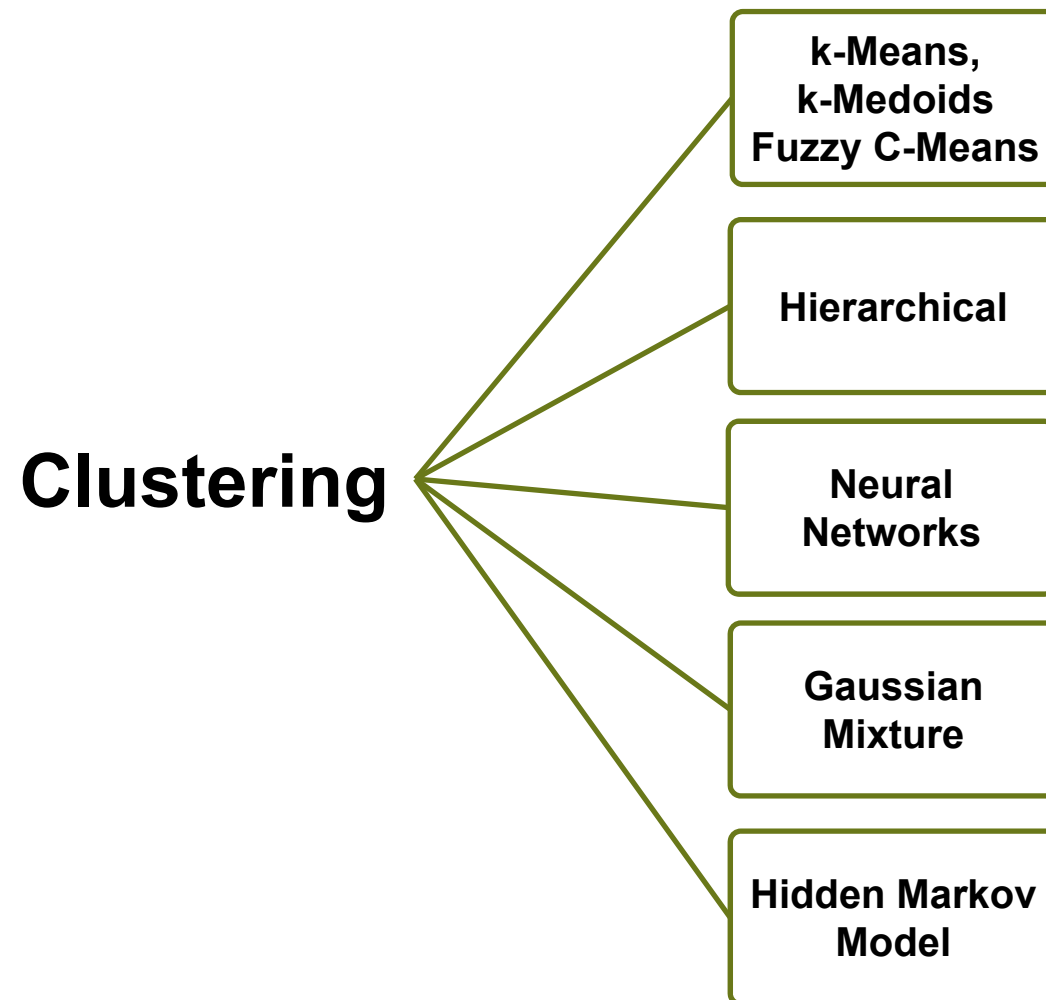 k-Means,
k-Medoids
Fuzzy C-Means
Hierarchical
Clustering
Neural
Networks
Gaussian
Mixture
Hidden Markov
Model